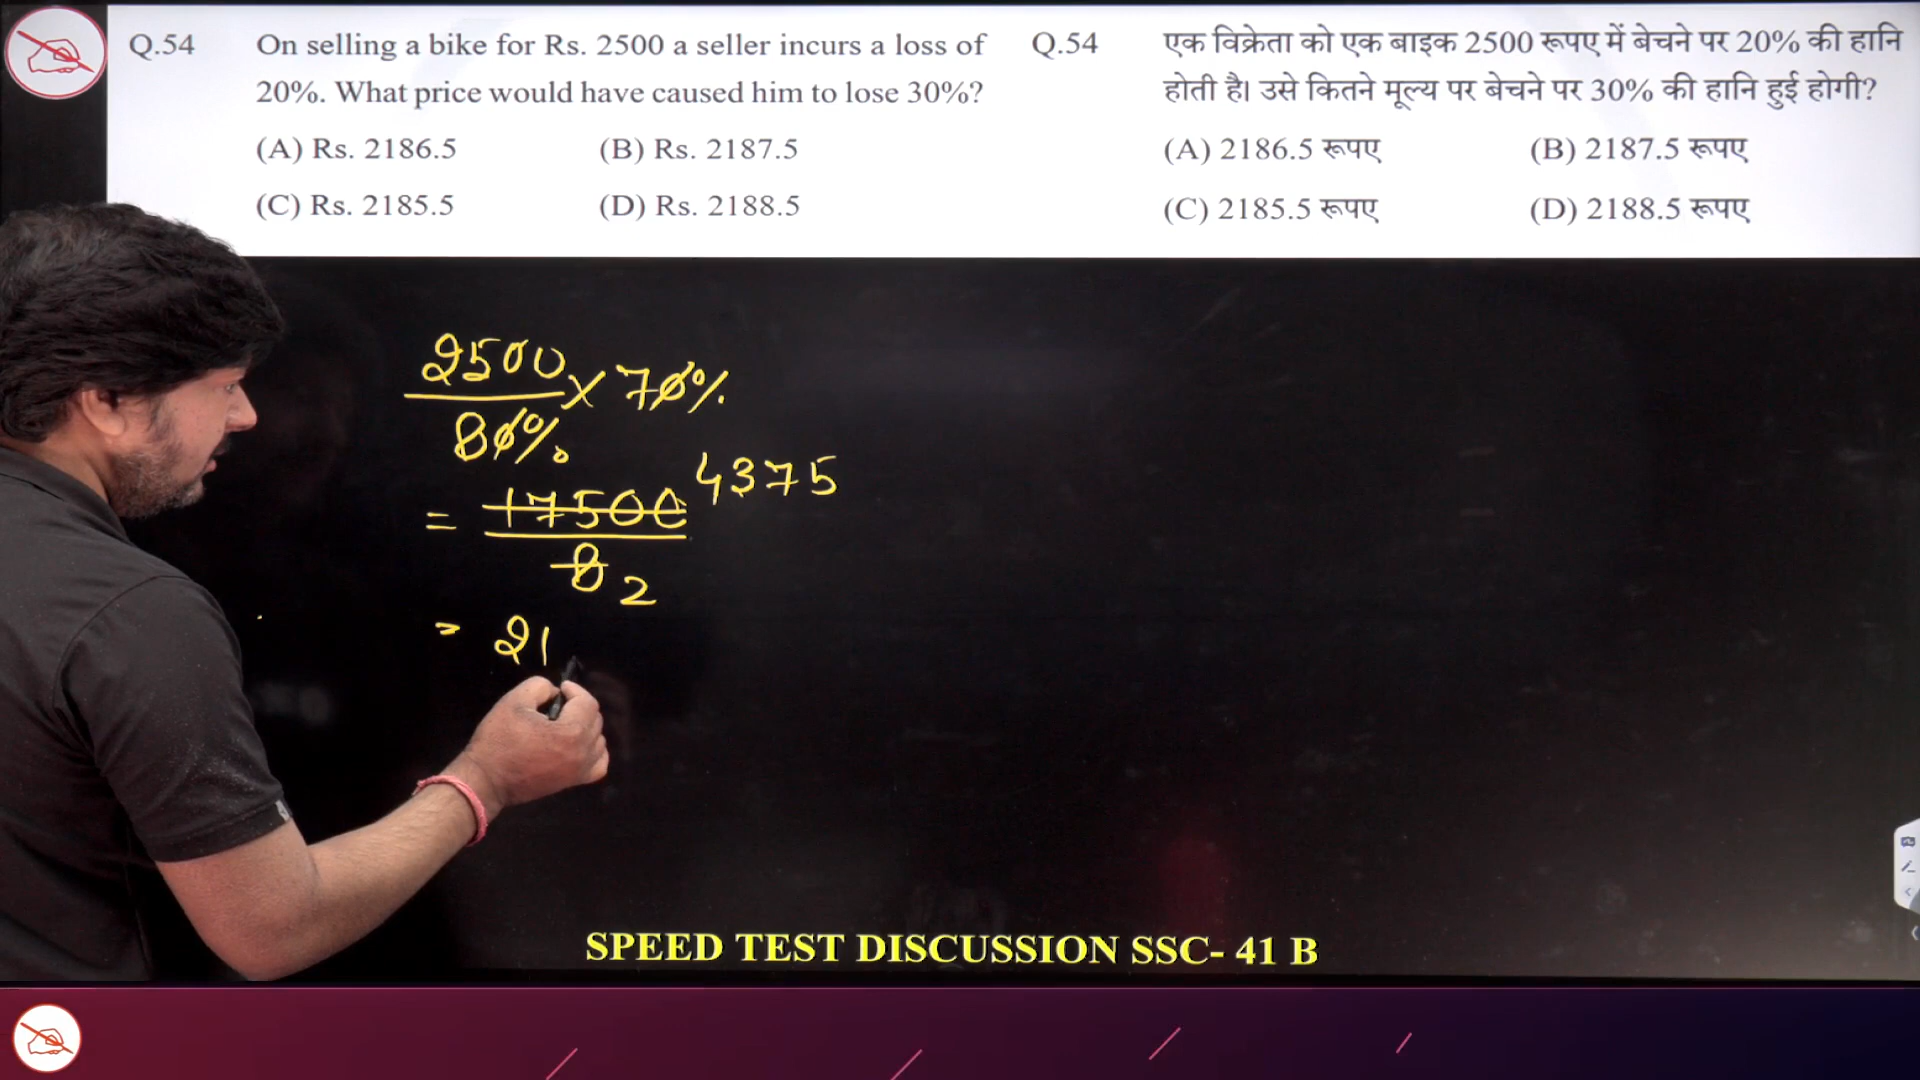 Q.54 On selling a bike for Rs. 2500 a seller incurs a loss of
20%. What price would have caused him to lose 30%?
(A) Rs. 2186.5 (B) Rs. 2187.5
(C) Rs. 2185.5 (D) Rs. 2188.5
Q.54 एक विक्रेता को एक बाइक 2500 रूपए में बेचने पर 20% की हानि
होती है। उसे कितने मूल्य पर बेचने पर 30% की हानि हुई होगी?
(A) 2186.5 रूपए (B) 2187.5 रूपए
(C) 2185.5 रूपए (D) 2188.5 रूपए
2500 × 70%
80%
= 17500 4375
8 2
= 21
SPEED TEST DISCUSSION SSC- 41 B